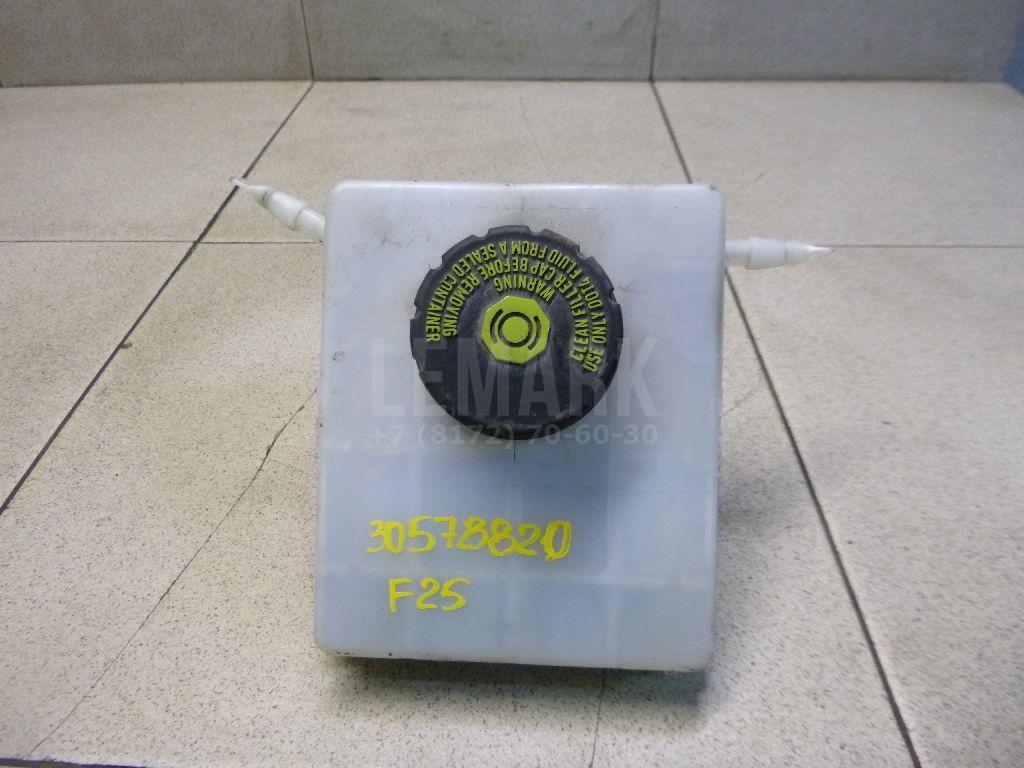 WARNING
CLEAN FILLER CAP BEFORE REMOVING
USE ONLY DOT4 FLUID FROM A SEALED CONTAINER
LEMARK
+7 (8172) 70-60-30
30578820
F25